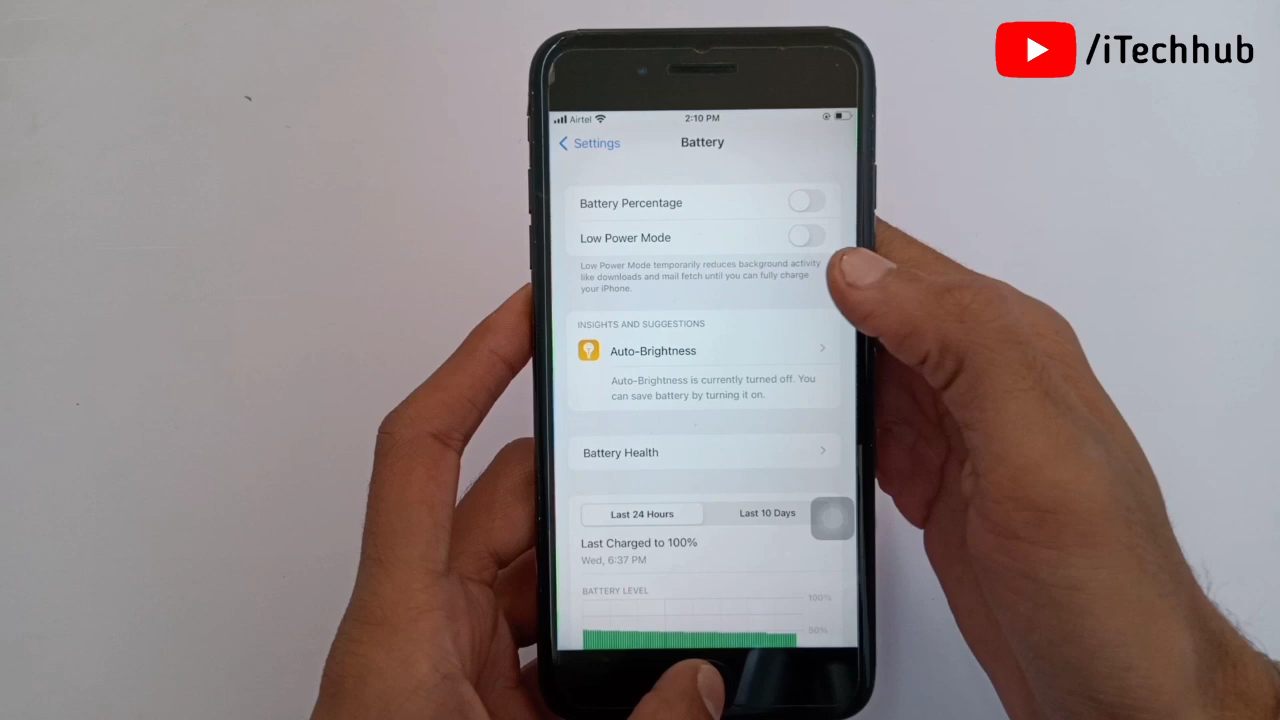 /iTechhub
Airtel
2:10 PM
Settings
Battery
Battery Percentage
Low Power Mode
Low Power Mode temporarily reduces background activity
like downloads and mail fetch until you can fully charge
your iPhone.
INSIGHTS AND SUGGESTIONS
Auto-Brightness
Auto-Brightness is currently turned off. You
can save battery by turning it on.
Battery Health
Last 24 Hours
Last 10 Days
Last Charged to 100%
Wed, 6:37 PM
BATTERY LEVEL
100%
50%